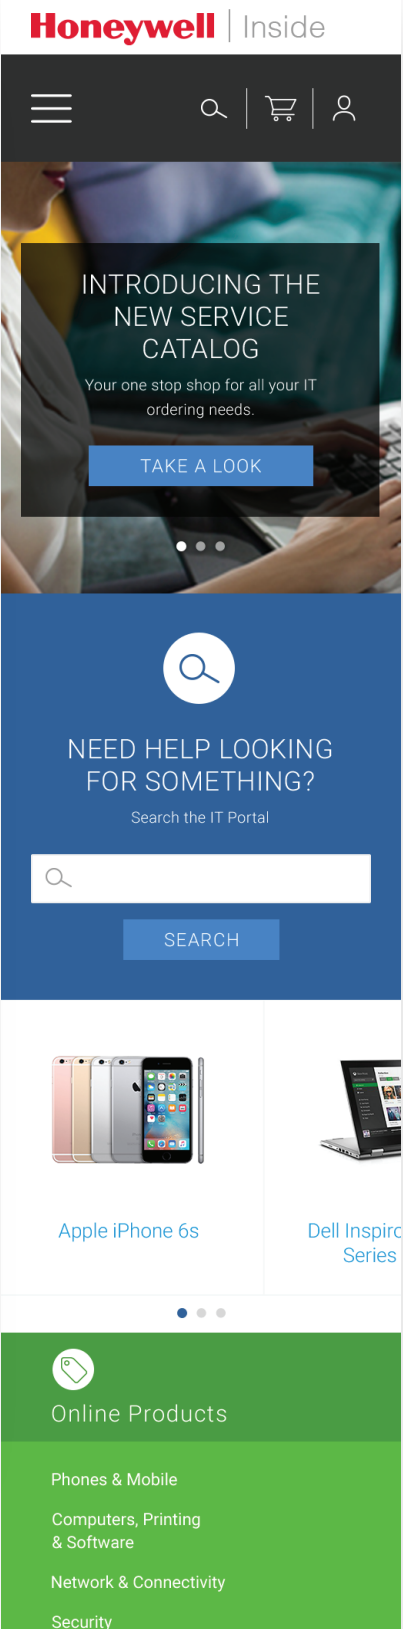 Honeywell | Inside
INTRODUCING THE
NEW SERVICE
CATALOG
Your one stop shop for all your IT
ordering needs.
TAKE A LOOK
NEED HELP LOOKING
FOR SOMETHING?
Search the IT Portal
SEARCH
Apple iPhone 6s
Dell Inspiro
Series
Online Products
Phones & Mobile
Computers, Printing
& Software
Network & Connectivity
Security